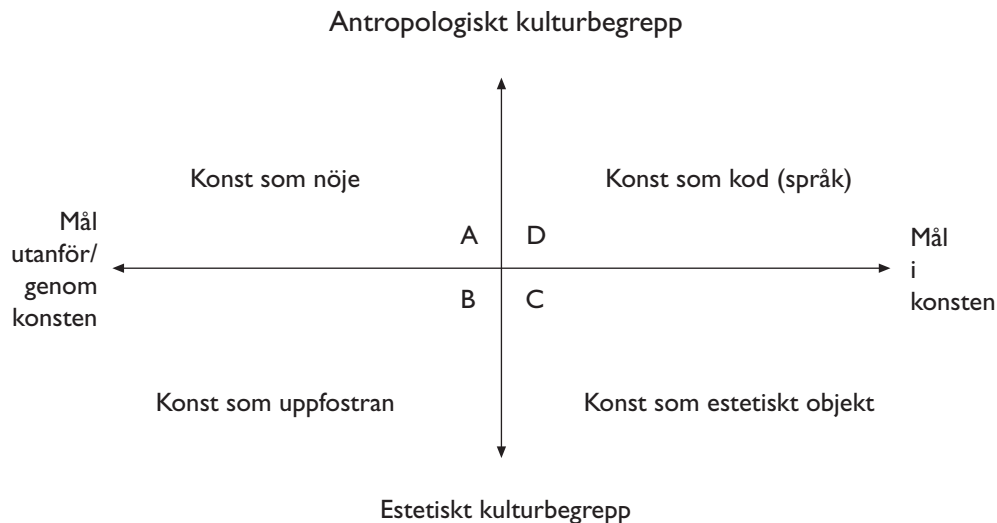 Antropologiskt kulturbegrepp
Konst som nöje
Konst som kod (språk)
Mål
utanför/
genom
konsten
A
D
Mål
i
konsten
B
C
Konst som uppfostran
Konst som estetiskt objekt
Estetiskt kulturbegrepp